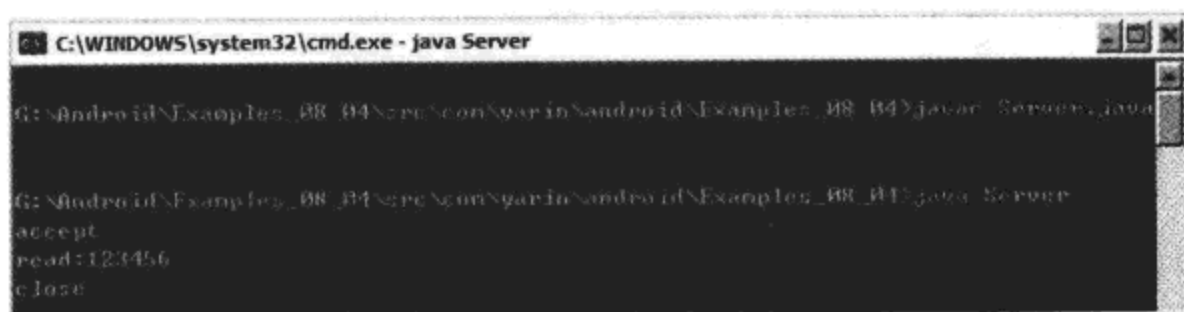 C:\WINDOWS\system32\cmd.exe - java Server
G:\Android\Examples_08_04\src\com\yarin\android\Examples_08_04>javac Server.java
G:\Android\Examples_08_04\src\com\yarin\android\Examples_08_04>java Server
accept
read:123456
close